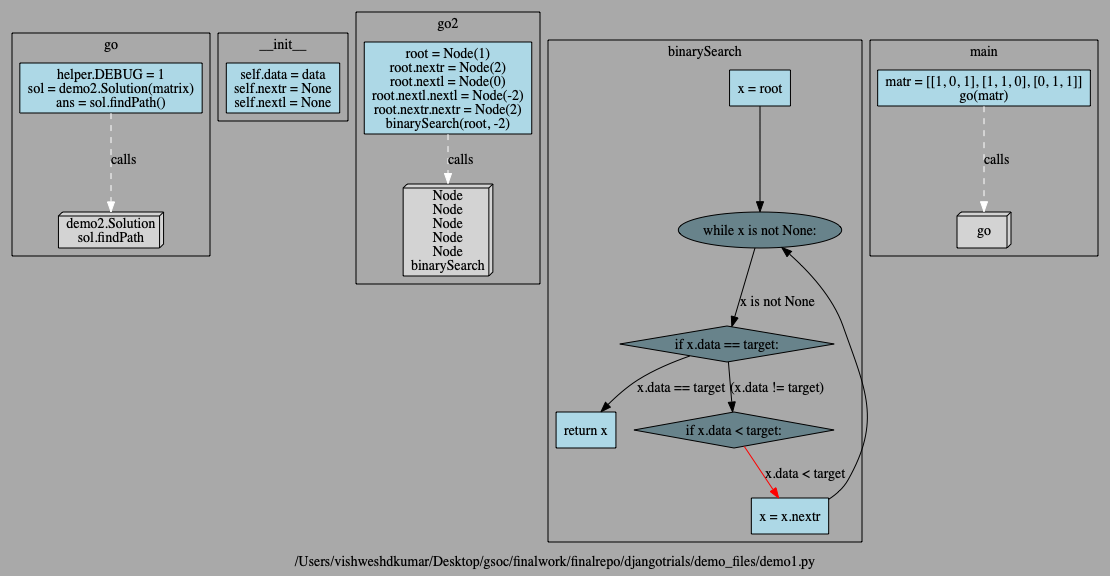 go
helper.DEBUG = 1
sol = demo2.Solution(matrix)
ans = sol.findPath()
calls
demo2.Solution
sol.findPath
__init__
self.data = data
self.nextr = None
self.nextl = None
go2
root = Node(1)
root.nextr = Node(2)
root.nextl = Node(0)
root.nextl.nextl = Node(-2)
root.nextr.nextr = Node(2)
binarySearch(root, -2)
calls
Node
Node
Node
Node
Node
binarySearch
binarySearch
x = root
while x is not None:
x is not None
if x.data == target:
x.data == target
(x.data != target)
return x
if x.data < target:
x.data < target
x = x.nextr
main
matr = [[1, 0, 1], [1, 1, 0], [0, 1, 1]]
go(matr)
calls
go
/Users/vishweshdkumar/Desktop/gsoc/finalwork/finalrepo/djangotrials/demo_files/demo1.py